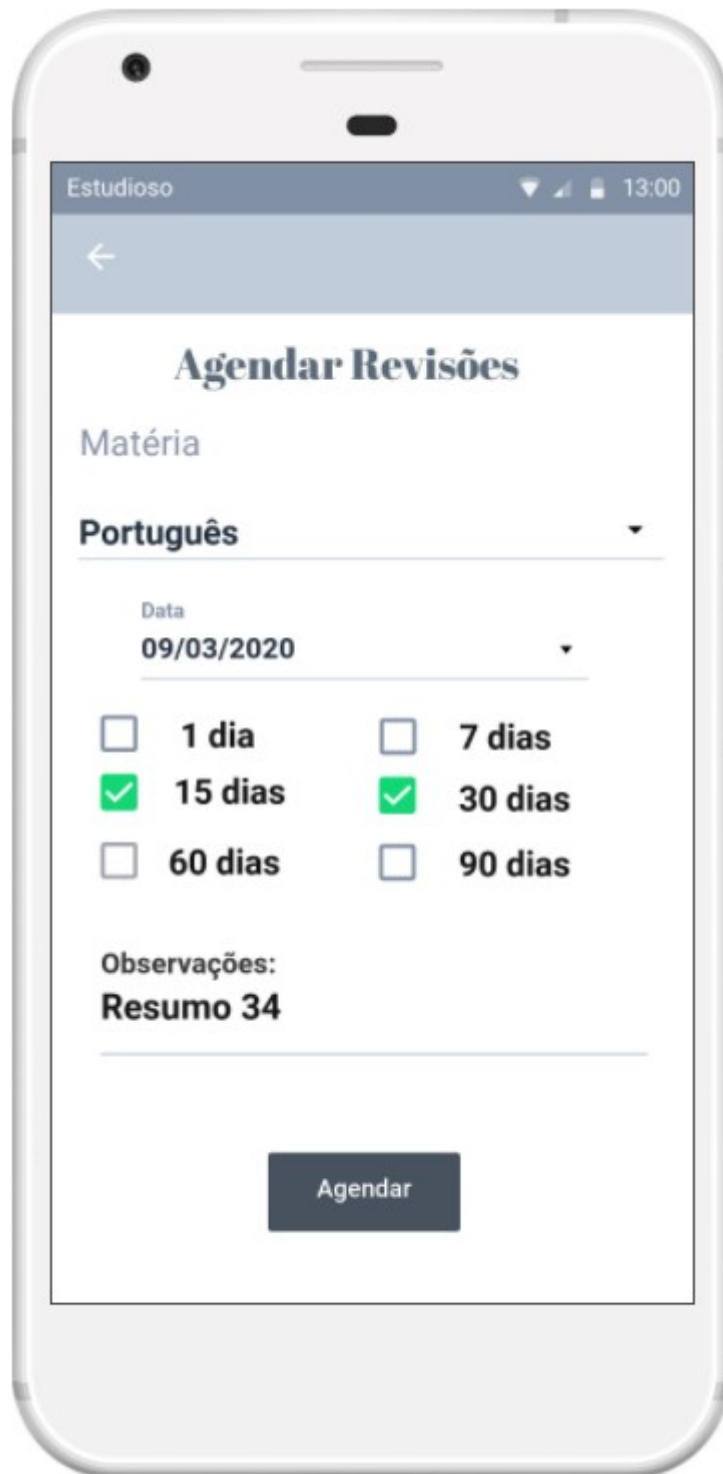 Estudioso 13:00
Agendar Revisões
Matéria
Português
Data
09/03/2020
1 dia 7 dias
15 dias 30 dias
60 dias 90 dias
Observações:
Resumo 34
Agendar